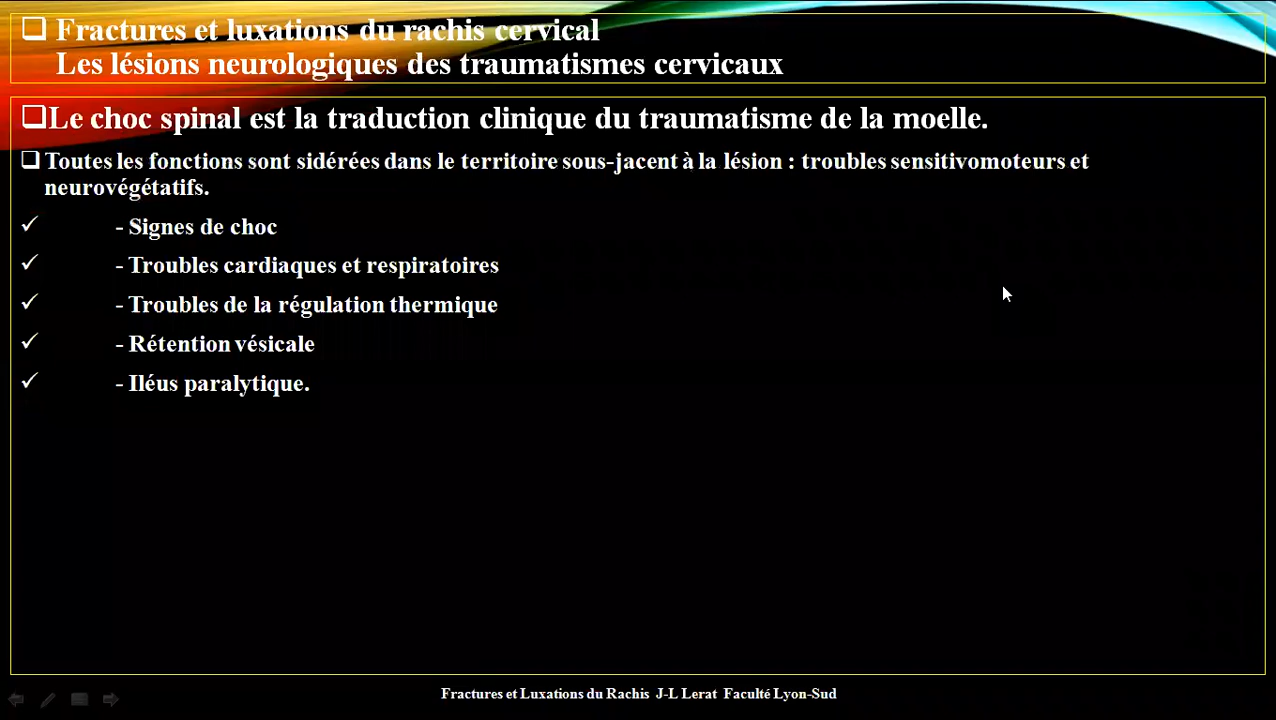 ❑ Fractures et luxations du rachis cervical
Les lésions neurologiques des traumatismes cervicaux
❑Le choc spinal est la traduction clinique du traumatisme de la moelle.
❑ Toutes les fonctions sont sidérées dans le territoire sous-jacent à la lésion : troubles sensitivomoteurs et
neurovégétatifs.
✓ - Signes de choc
✓ - Troubles cardiaques et respiratoires
✓ - Troubles de la régulation thermique
✓ - Rétention vésicale
✓ - Iléus paralytique.
Fractures et Luxations du Rachis J-L Lerat Faculté Lyon-Sud